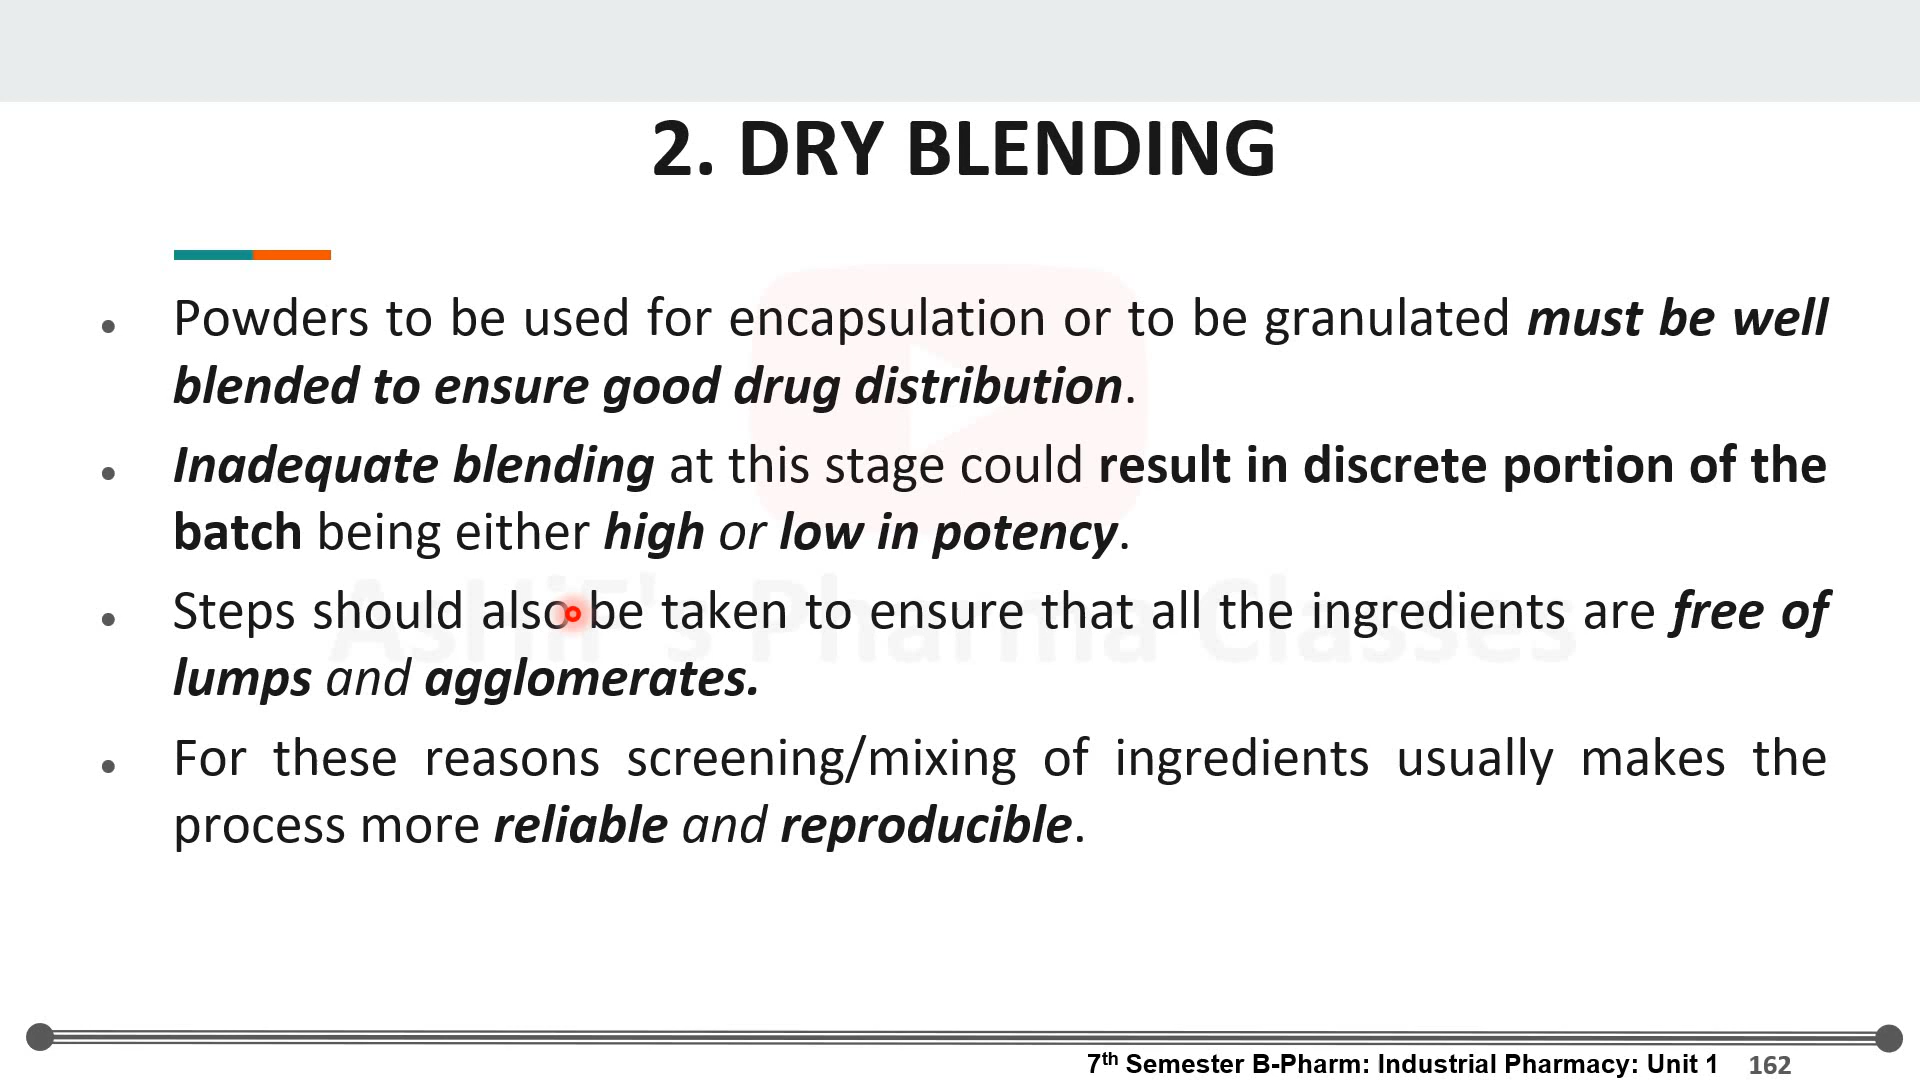 2. DRY BLENDING
• Powders to be used for encapsulation or to be granulated must be well
blended to ensure good drug distribution.
• Inadequate blending at this stage could result in discrete portion of the
batch being either high or low in potency.
• Steps should also be taken to ensure that all the ingredients are free of
lumps and agglomerates.
• For these reasons screening/mixing of ingredients usually makes the
process more reliable and reproducible.
AsHiF's Pharma Classes
7th Semester B-Pharm: Industrial Pharmacy: Unit 1 162